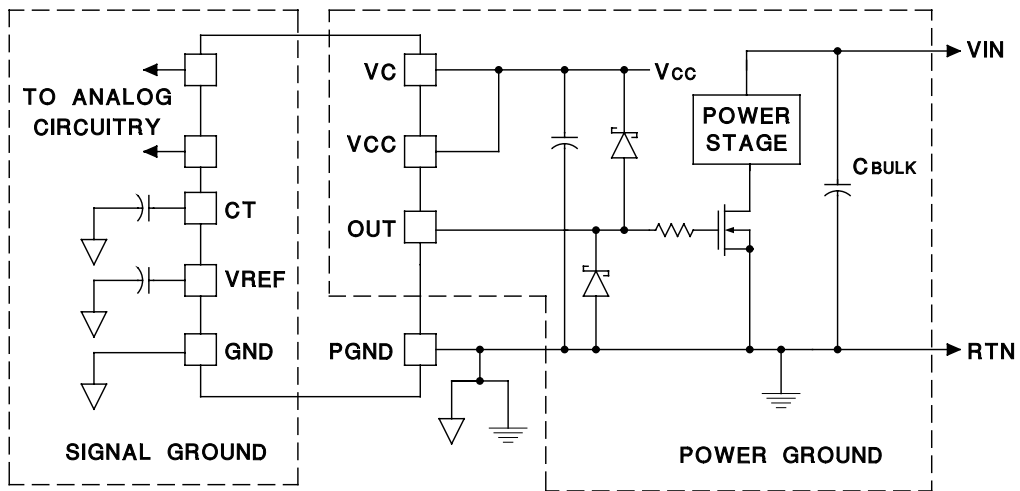 VIN
VC
VCC
TO ANALOG
CIRCUITRY
POWER
STAGE
VCC
CBULK
CT
OUT
VREF
GND
PGND
RTN
SIGNAL GROUND
POWER GROUND